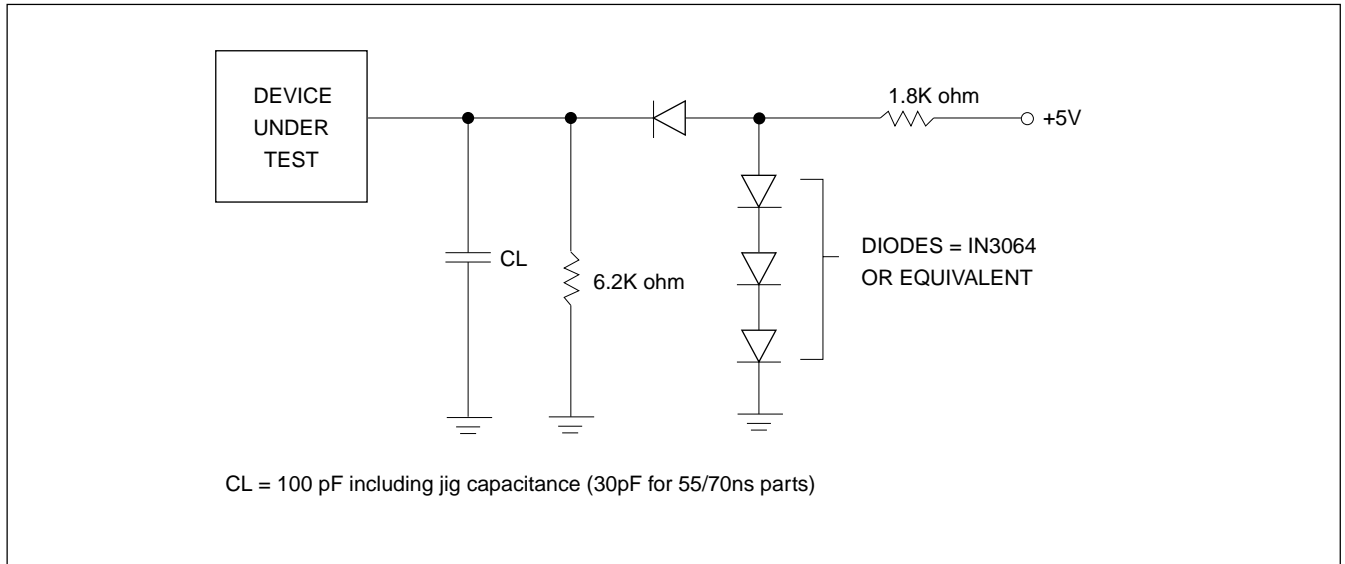 DEVICE
UNDER
TEST
1.8K ohm
+5V
CL
6.2K ohm
DIODES = IN3064
OR EQUIVALENT
CL = 100 pF including jig capacitance (30pF for 55/70ns parts)